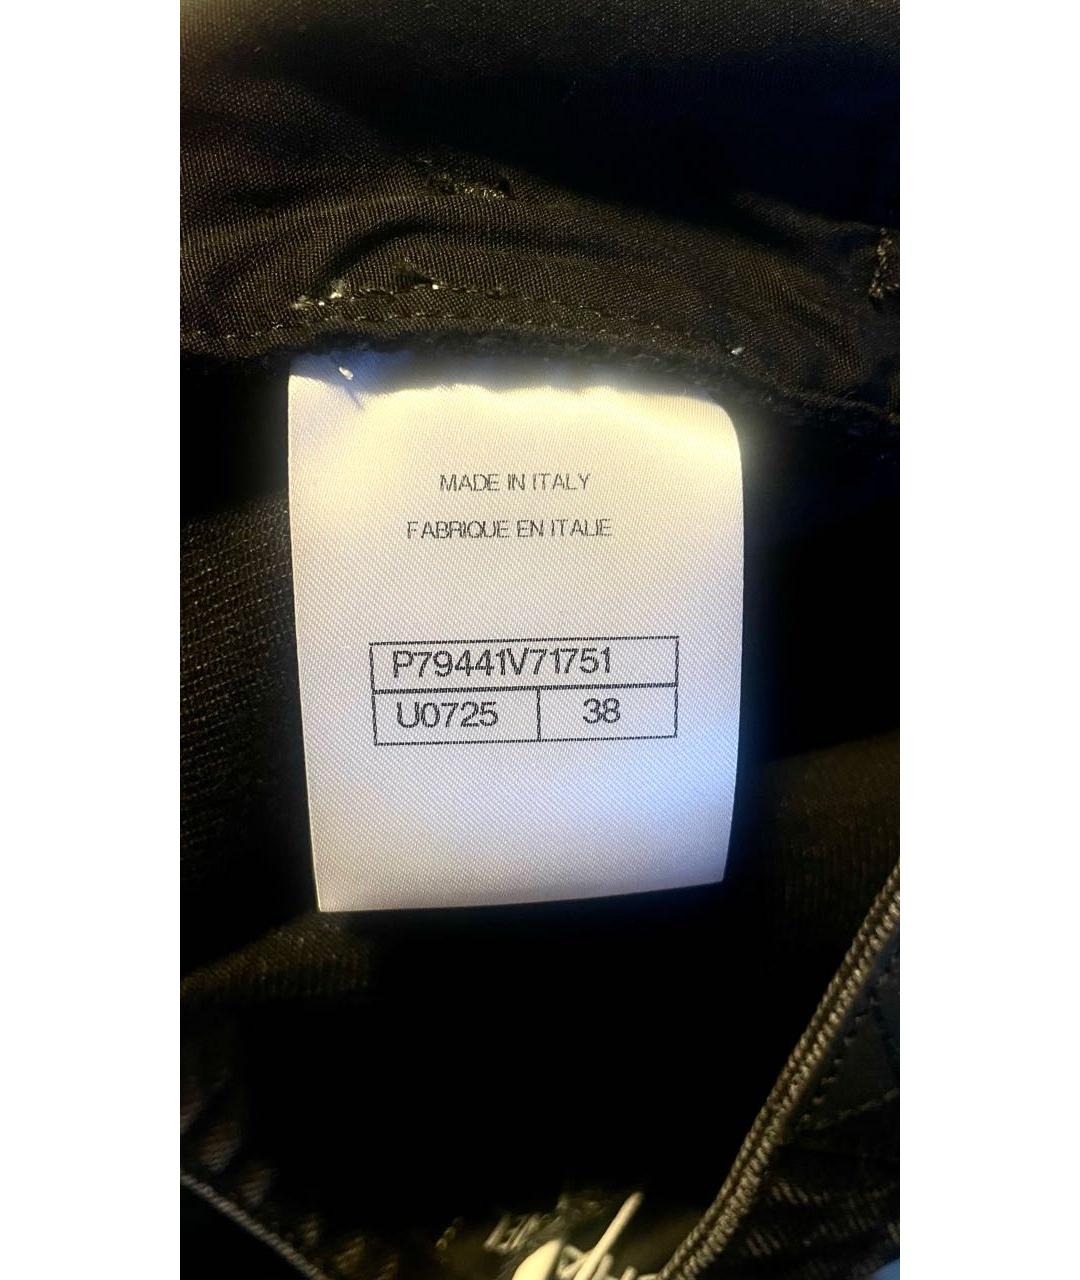 MADE IN ITALY
FABRIQUE EN ITALIE
P79441V71751
U0725 38